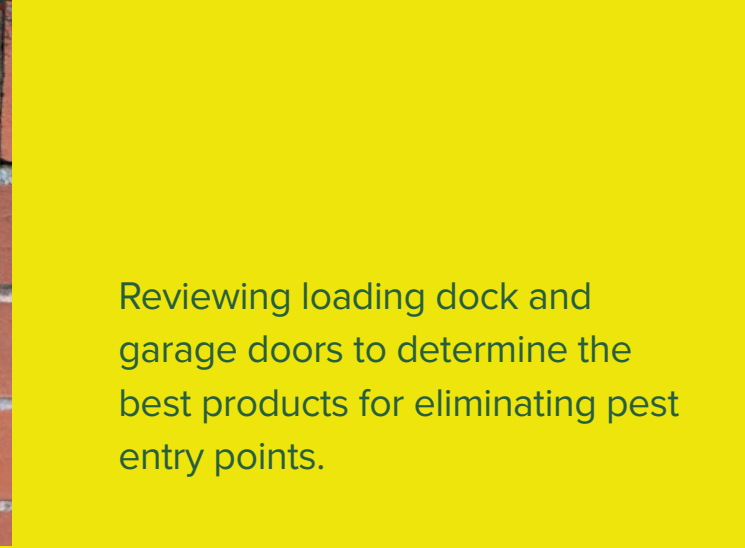 Reviewing loading dock and
garage doors to determine the
best products for eliminating pest
entry points.